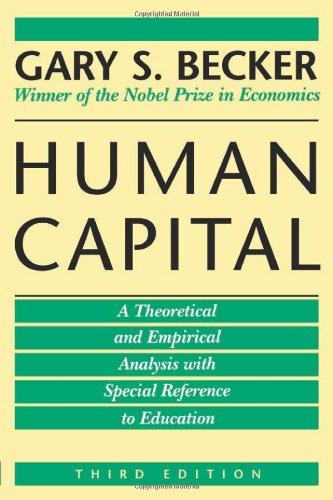 GARY S. BECKER
Winner of the Nobel Prize in Economics
HUMAN
CAPITAL
A Theoretical
and Empirical
Analysis with
Special Reference
to Education
THIRD EDITION